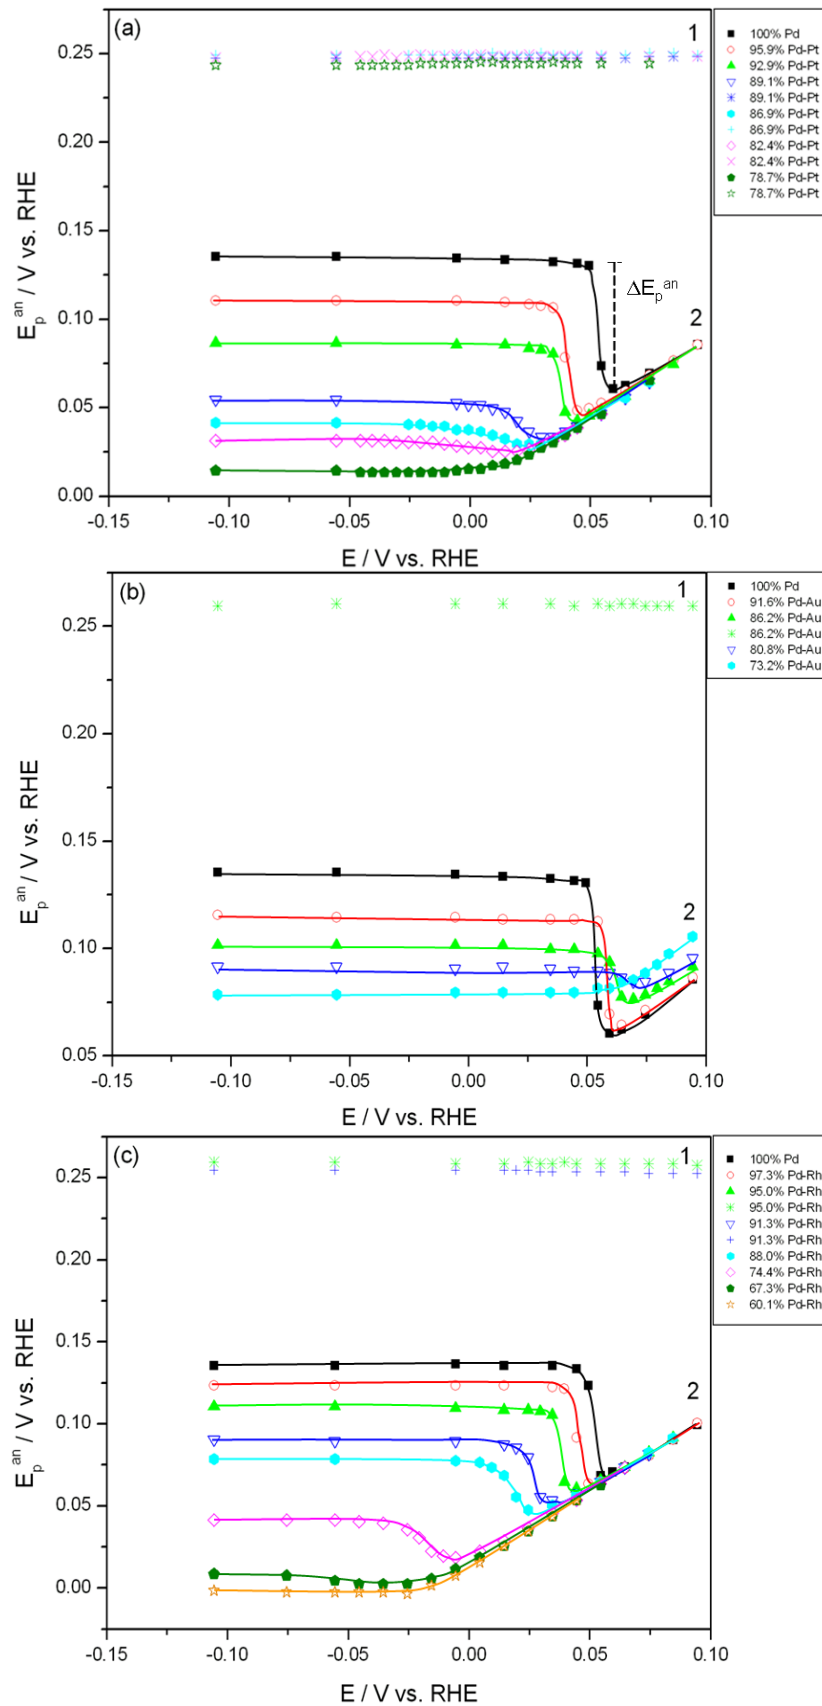 (a)
1
100% Pd
95.9% Pd-Pt
92.9% Pd-Pt
89.1% Pd-Pt
89.1% Pd-Pt
86.9% Pd-Pt
86.9% Pd-Pt
82.4% Pd-Pt
82.4% Pd-Pt
78.7% Pd-Pt
78.7% Pd-Pt
0.25
0.20
0.15
0.10
0.05
0.00
E_p^an / V vs. RHE
ΔE_p^an
2
-0.15
-0.10
-0.05
0.00
0.05
0.10
E / V vs. RHE
(b)
1
100% Pd
91.6% Pd-Au
86.2% Pd-Au
86.2% Pd-Au
80.8% Pd-Au
73.2% Pd-Au
0.25
0.20
0.15
0.10
0.05
E_p^an / V vs. RHE
2
-0.15
-0.10
-0.05
0.00
0.05
0.10
E / V vs. RHE
(c)
1
100% Pd
97.3% Pd-Rh
95.0% Pd-Rh
95.0% Pd-Rh
91.3% Pd-Rh
91.3% Pd-Rh
88.0% Pd-Rh
74.4% Pd-Rh
67.3% Pd-Rh
60.1% Pd-Rh
0.25
0.20
0.15
0.10
0.05
0.00
E_p^an / V vs. RHE
2
-0.15
-0.10
-0.05
0.00
0.05
0.10
E / V vs. RHE